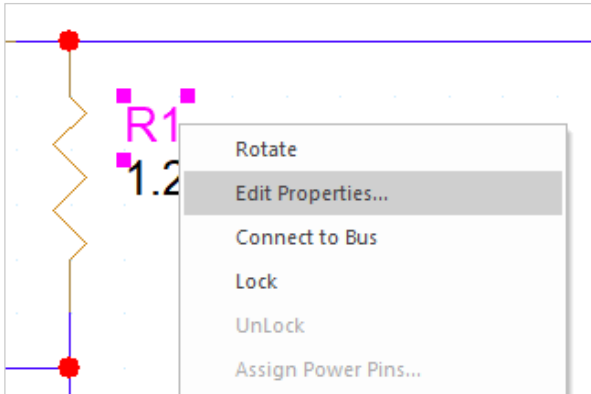 R1
1.2
Rotate
Edit Properties...
Connect to Bus
Lock
UnLock
Assign Power Pins...